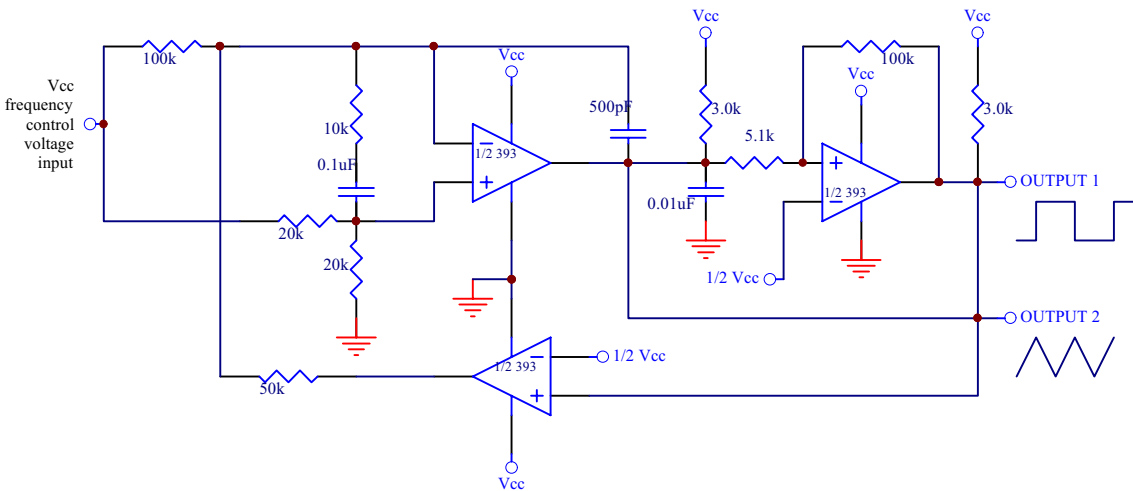 Vcc
Vcc
100k
Vcc
100k
Vcc
frequency
control
voltage
input
Vcc
500pF
3.0k
3.0k
10k
5.1k
1/2 393
0.1uF
1/2 393
OUTPUT 1
0.01uF
20k
20k
1/2 Vcc
OUTPUT 2
1/2 393
1/2 Vcc
50k
Vcc